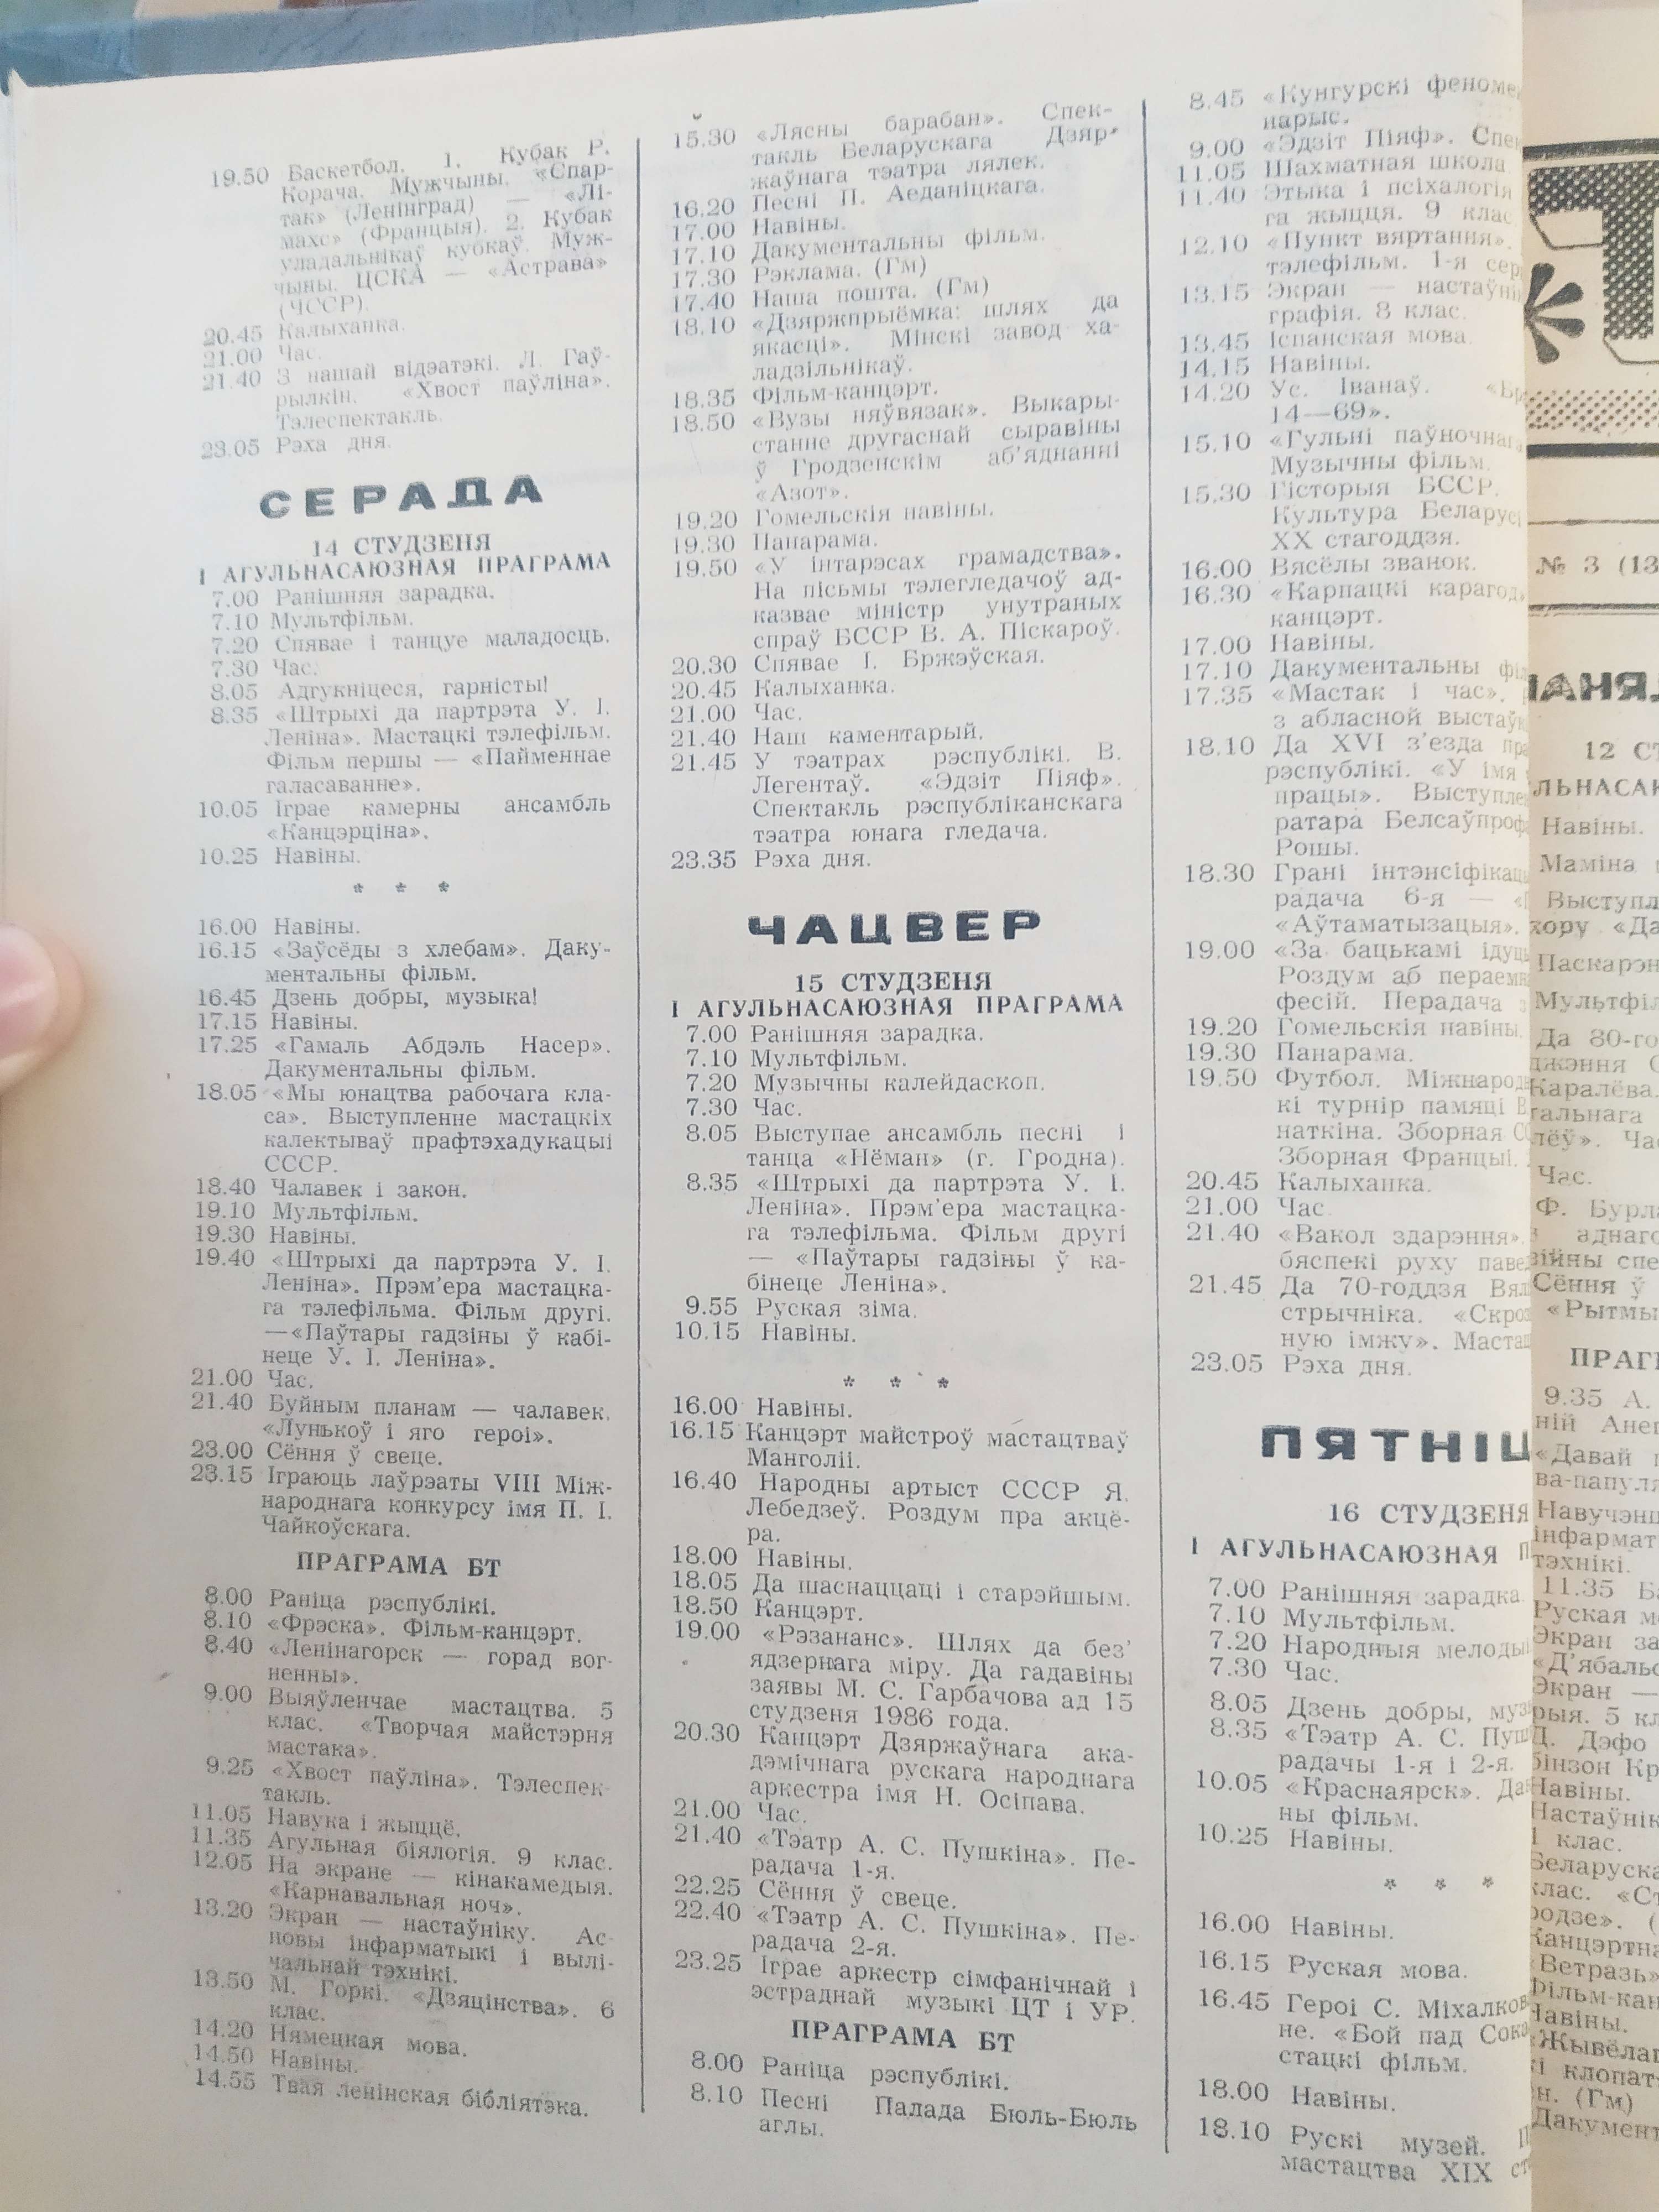 19.50 Баскетбол. 1. Кубак Р.
Корача. Мужчыны. «Спар-
так» (Ленінград) — «Лі-
махс» (Францыя). 2. Кубак
уладальнікаў кубкаў. Муж-
чыны. ЦСКА — «Астрава»
(ЧССР).
20.45 Калыханка.
21.00 Час.
21.40 З нашай відэатэкі. Л. Гаў-
рылкін. «Хвост паўліна».
Тэлеспектакль.
23.05 Рэха дня.
СЕРАДА
14 СТУДЗЕНЯ
І АГУЛЬНАСАЮЗНАЯ ПРАГРАМА
7.00 Ранішняя зарадка.
7.10 Мультфільм.
7.20 Спявае і танцуе маладосць.
7.30 Час.
8.05 Адгукніцеся, гарністы!
8.35 «Штрыхі да партрэта У. І.
Леніна». Мастацкі тэлефільм.
Фільм першы — «Пайменнае
галасаванне».
10.05 Іграе камерны ансамбль
«Канцэрціна».
10.25 Навіны.
* * *
16.00 Навіны.
16.15 «Заўсёды з хлебам». Даку-
ментальны фільм.
16.45 Дзень добры, музыка!
17.15 Навіны.
17.25 «Гамаль Абдэль Насер».
Дакументальны фільм.
18.05 «Мы юнацтва рабочага кла-
са». Выступленне мастацкіх
калектываў прафтэхадукацыі
СССР.
18.40 Чалавек і закон.
19.10 Мультфільм.
19.30 Навіны.
19.40 «Штрыхі да партрэта У. І.
Леніна». Прэм'ера мастацка-
га тэлефільма. Фільм другі.
—«Паўтары гадзіны ў кабі-
неце У. І. Леніна».
21.00 Час.
21.40 Буйным планам — чалавек.
«Лунькоў і яго героі».
23.00 Сёння ў свеце.
23.15 Іграюць лаўрэаты VIII Між-
народнага конкурсу імя П. І.
Чайкоўскага.
ПРАГРАМА БТ
8.00 Раніца рэспублікі.
8.10 «Фрэска». Фільм-канцэрт.
8.40 «Ленінагорск — горад вог-
ненны».
9.00 Выяўленчае мастацтва. 5
клас. «Творчая майстэрня
мастака».
9.25 «Хвост паўліна». Тэлеспек-
такль.
11.05 Навука і жыццё.
11.35 Агульная біялогія. 9 клас.
12.05 На экране — кінакамедыя.
«Карнавальная ноч».
13.20 Экран — настаўніку. Ас-
новы інфарматыкі і вылі-
чальнай тэхнікі.
13.50 М. Горкі. «Дзяцінства». 6
клас.
14.20 Нямецкая мова.
14.50 Навіны.
14.55 Твая ленінская бібліятэка.
15.30 «Лясны барабан». Спек-
такль Беларускага Дзяр-
жаўнага тэатра лялек.
16.20 Песні П. Аеданіцкага.
17.00 Навіны.
17.10 Дакументальны фільм.
17.30 Рэклама. (Гм)
17.40 Наша пошта. (Гм)
18.10 «Дзяржпрыёмка: шлях да
якасці». Мінскі завод ха-
ладзільнікаў.
18.35 Фільм-канцэрт.
18.50 «Вузы няўвязак». Выкары-
станне другаснай сыравіны
ў Гродзенскім аб'яднанні
«Азот».
19.20 Гомельскія навіны.
19.30 Панарама.
19.50 «У інтарэсах грамадства».
На пісьмы тэлегледачоў ад-
казвае міністр унутраных
спраў БССР В. А. Піскароў.
20.30 Спявае І. Бржэўская.
20.45 Калыханка.
21.00 Час.
21.40 Наш каментарый.
21.45 У тэатрах рэспублікі. В.
Легентаў. «Эдзіт Піяф».
Спектакль рэспубліканскага
тэатра юнага гледача.
23.35 Рэха дня.
ЧАЦВЕР
15 СТУДЗЕНЯ
І АГУЛЬНАСАЮЗНАЯ ПРАГРАМА
7.00 Ранішняя зарадка.
7.10 Мультфільм.
7.20 Музычны калейдаскоп.
7.30 Час.
8.05 Выступае ансамбль песні і
танца «Нёман» (г. Гродна).
8.35 «Штрыхі да партрэта У. І.
Леніна». Прэм'ера мастацка-
га тэлефільма. Фільм другі
— «Паўтары гадзіны ў ка-
бінеце Леніна».
9.55 Руская зіма.
10.15 Навіны.
* * *
16.00 Навіны.
16.15 Канцэрт майстроў мастацтваў
Манголіі.
16.40 Народны артыст СССР Я.
Лебедзеў. Роздум пра акцё-
ра.
18.00 Навіны.
18.05 Да шаснаццаці і старэйшым.
18.50 Канцэрт.
19.00 «Рэзананс». Шлях да без'
ядзернага міру. Да гадавіны
заявы М. С. Гарбачова ад 15
студзеня 1986 года.
20.30 Канцэрт Дзяржаўнага ака-
дэмічнага рускага народнага
аркестра імя Н. Осіпава.
21.00 Час.
21.40 «Тэатр А. С. Пушкіна». Пе-
радача 1-я.
22.25 Сёння ў свеце.
22.40 «Тэатр А. С. Пушкіна». Пе-
радача 2-я.
23.25 Іграе аркестр сімфанічнай і
эстраднай музыкі ЦТ і УР.
ПРАГРАМА БТ
8.00 Раніца рэспублікі.
8.10 Песні Палада Бюль-Бюль
аглы.
8.45 «Кунгурскі
нарыс.
9.00 «Эдзіт Піяф».
11.05 Шахматная школа.
11.40 Этыка і псіхалогія
га жыцця. 9 клас.
12.10 «Пункт вяртання».
тэлефільм. 1-я
13.15 Экран —
графія. 8 клас.
13.45 Іспанская мова.
14.15 Навіны.
14.20 Ус. Іванаў.
14—69».
15.10 «Гульні
Музычны фільм.
15.30 Гісторыя БССР.
Культура
XX стагоддзя.
16.00 Вясёлы званок.
16.30 «Карпацкі карагод»
канцэрт.
17.00 Навіны.
17.10 Дакументальны
17.35 «Мастак і час».
з абласной
18.10 Да XVI з'езда
рэспублікі. «У імя
працы».
ратара
Рошы.
18.30 Грані
радача 6-я —
«Аўтаматызацыя».
19.00 «За бацькамі
Роздум аб
фесій. Перадача
19.20 Гомельскія навіны.
19.30 Панарама.
19.50 Футбол.
кі турнір памяці
наткіна. Зборная
Зборная Францыі.
20.45 Калыханка.
21.00 Час.
21.40 «Вакол здарэння».
бяспекі руху
21.45 Да 70-годдзя
стрычніка.
ную імжу».
23.05 Рэха дня.
16 СТУДЗЕНЯ
І АГУЛЬНАСАЮЗНАЯ
7.00 Ранішняя зарадка.
7.10 Мультфільм.
7.20 Народныя
7.30 Час.
8.05 Дзень добры,
8.35 «Тэатр А. С.
радачы 1-я і 2-я.
10.05 «Краснаярск».
ны фільм.
10.25 Навіны.
* * *
16.00 Навіны.
16.15 Руская мова.
16.45 Героі С.
не. «Бой пад
стацкі фільм.
18.00 Навіны.
18.10 Рускі музей.
мастацтва XIX
№ 3
12
Навіны.
Маміна
Час.
Ф.
Сёння ў
9.35 А.
«Давай
11.35
Экран
Экран —
5
Дэфо
Навіны.
клас.
(Гм)